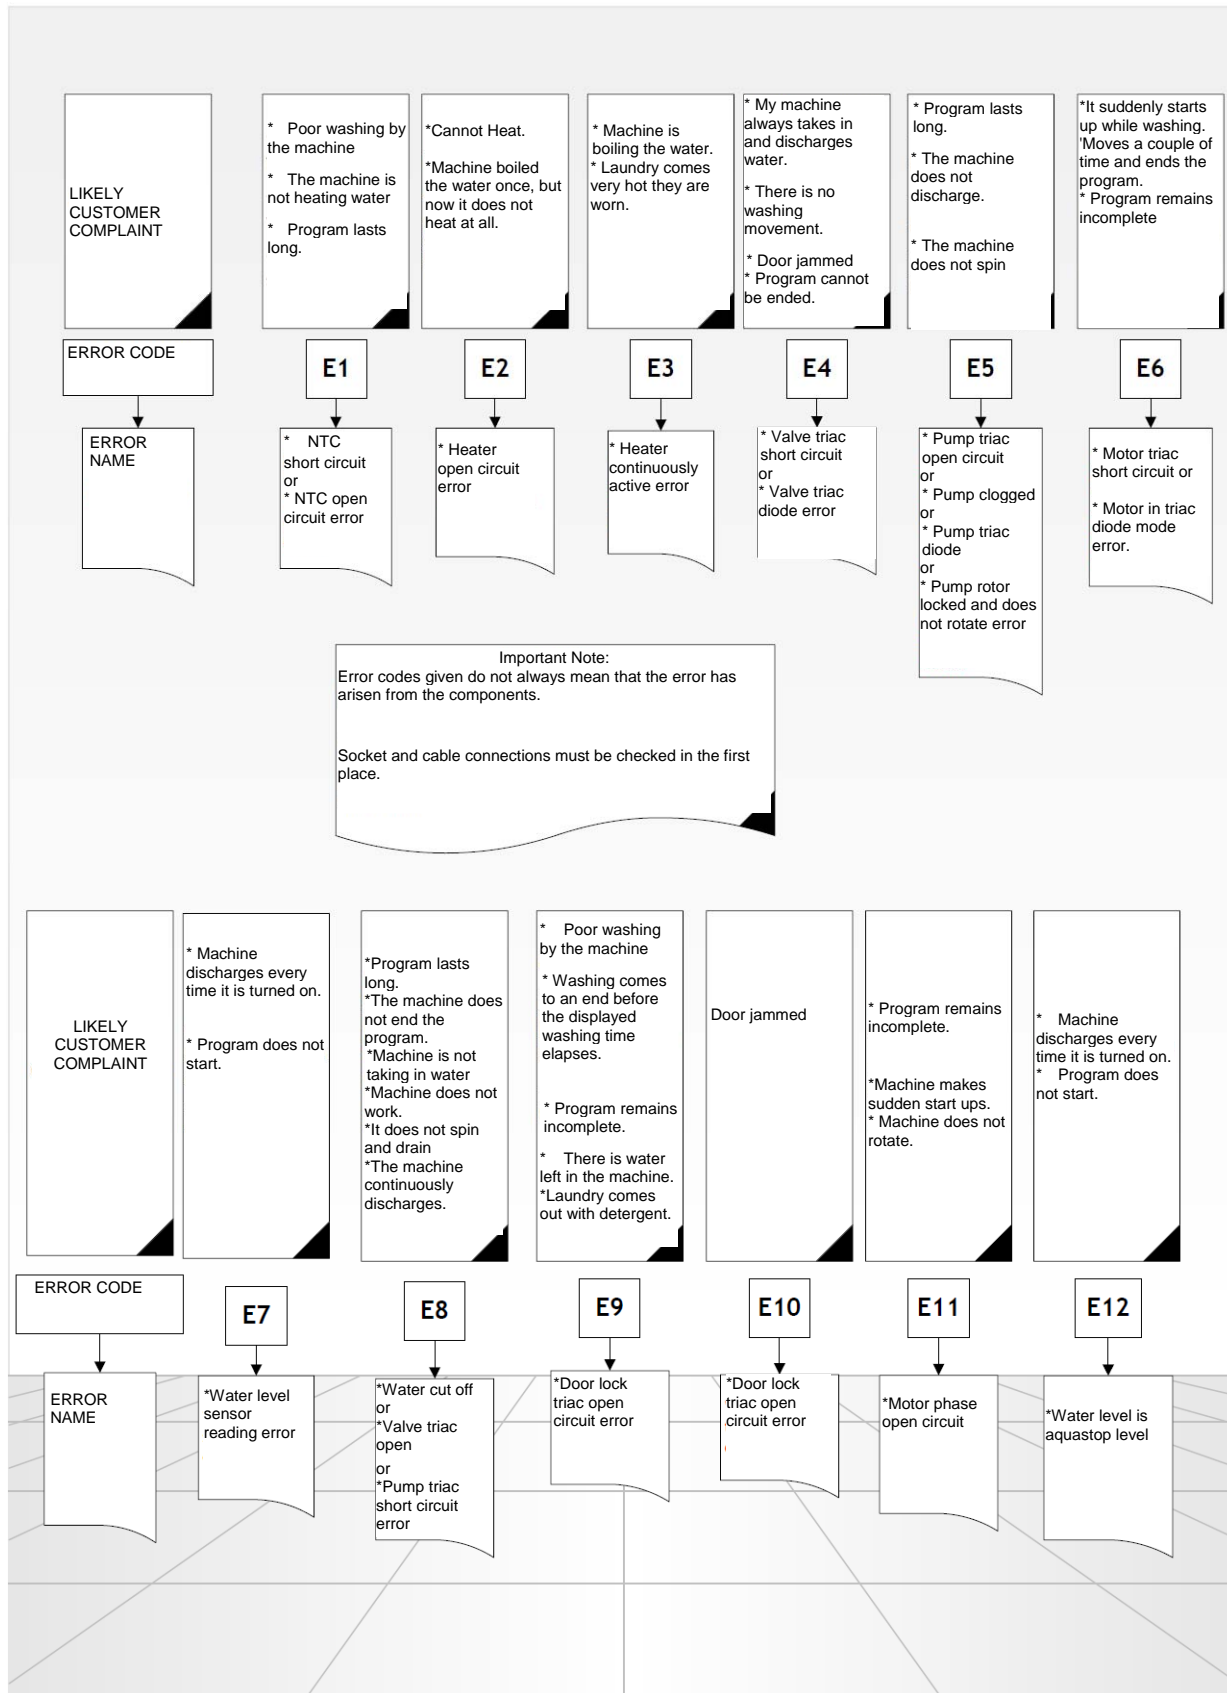 LIKELY
CUSTOMER
COMPLAINT
* Poor washing by
the machine
* The machine is
not heating water
* Program lasts
long.
*Cannot Heat.
*Machine boiled
the water once, but
now it does not
heat at all.
* Machine is
boiling the water.
* Laundry comes
very hot they are
worn.
* My machine
always takes in
and discharges
water.
* There is no
washing
movement.
* Door jammed
* Program cannot
be ended.
* Program lasts
long.
* The machine
does not
discharge.
* The machine
does not spin
*It suddenly starts
up while washing.
'Moves a couple of
time and ends the
program.
* Program remains
incomplete
ERROR CODE
E1
E2
E3
E4
E5
E6
ERROR
NAME
* NTC
short circuit
or
* NTC open
circuit error
* Heater
open circuit
error
* Heater
continuously
active error
* Valve triac
short circuit
or
* Valve triac
diode error
* Pump triac
open circuit
or
* Pump clogged
or
* Pump triac
diode
or
* Pump rotor
locked and does
not rotate error
* Motor triac
short circuit or
* Motor in triac
diode mode
error.
Important Note:
Error codes given do not always mean that the error has
arisen from the components.
Socket and cable connections must be checked in the first
place.
LIKELY
CUSTOMER
COMPLAINT
* Machine
discharges every
time it is turned on.
* Program does not
start.
*Program lasts
long.
*The machine does
not end the
program.
*Machine is not
taking in water
*Machine does not
work.
*It does not spin
and drain
*The machine
continuously
discharges.
* Poor washing
by the machine
* Washing comes
to an end before
the displayed
washing time
elapses.
* Program remains
incomplete.
* There is water
left in the machine.
*Laundry comes
out with detergent.
Door jammed
* Program remains
incomplete.
*Machine makes
sudden start ups.
* Machine does not
rotate.
* Machine
discharges every
time it is turned on.
* Program does
not start.
ERROR CODE
E7
E8
E9
E10
E11
E12
ERROR
NAME
*Water level
sensor
reading error
*Water cut off
or
*Valve triac
open
or
*Pump triac
short circuit
error
*Door lock
triac open
circuit error
*Door lock
triac open
circuit error
*Motor phase
open circuit
*Water level is
aquastop level